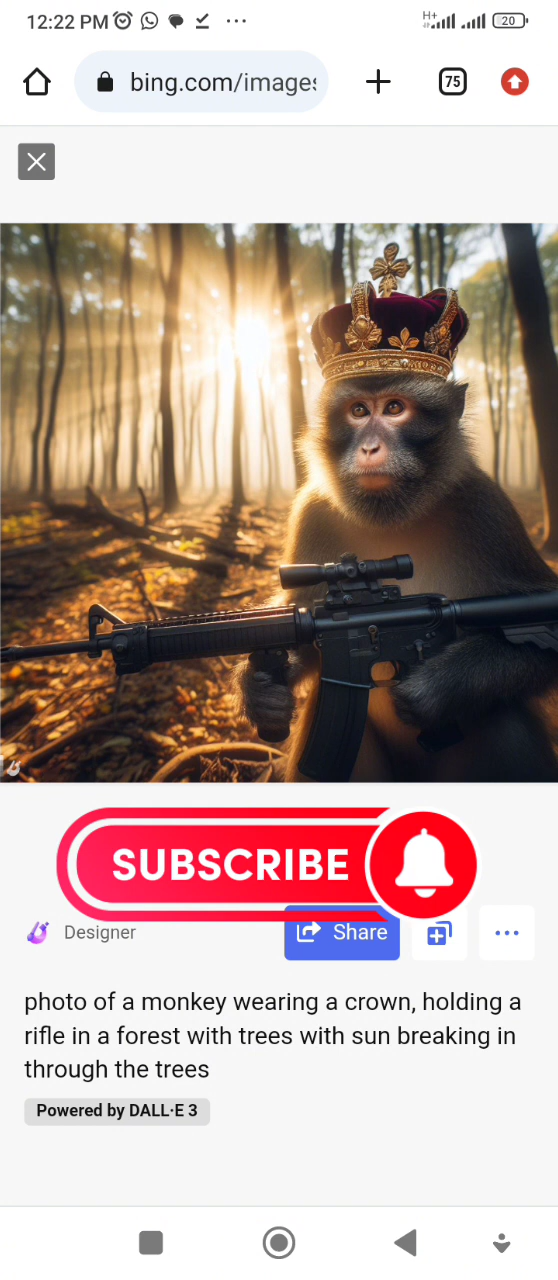 12:22 PM
H+
20
bing.com/images
75
SUBSCRIBE
Designer
Share
photo of a monkey wearing a crown, holding a
rifle in a forest with trees with sun breaking in
through the trees
Powered by DALL·E 3